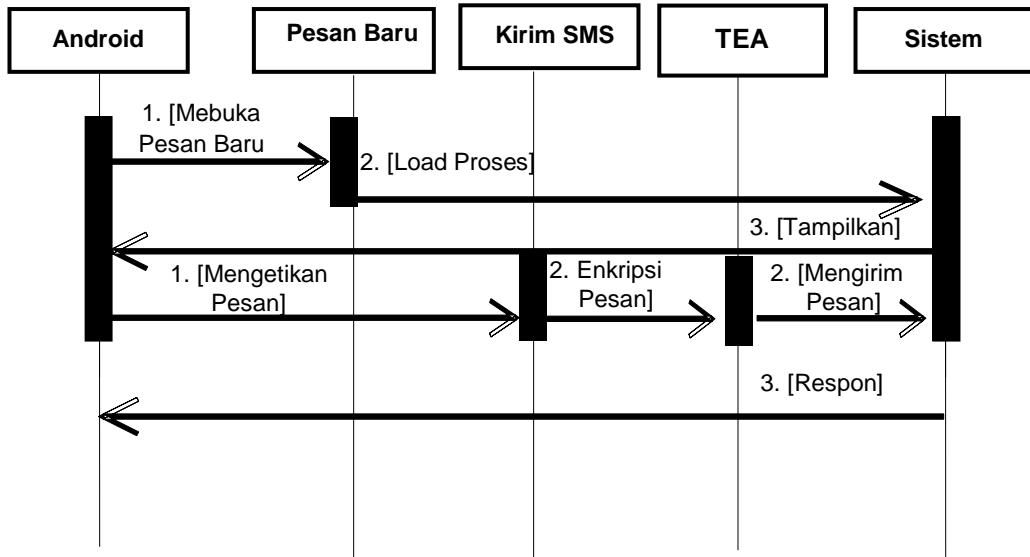 Android
Pesan Baru
Kirim SMS
TEA
Sistem
1. [Mebuka
Pesan Baru
2. [Load Proses]
3. [Tampilkan]
1. [Mengetikan
Pesan]
2. Enkripsi
Pesan]
2. [Mengirim
Pesan]
3. [Respon]